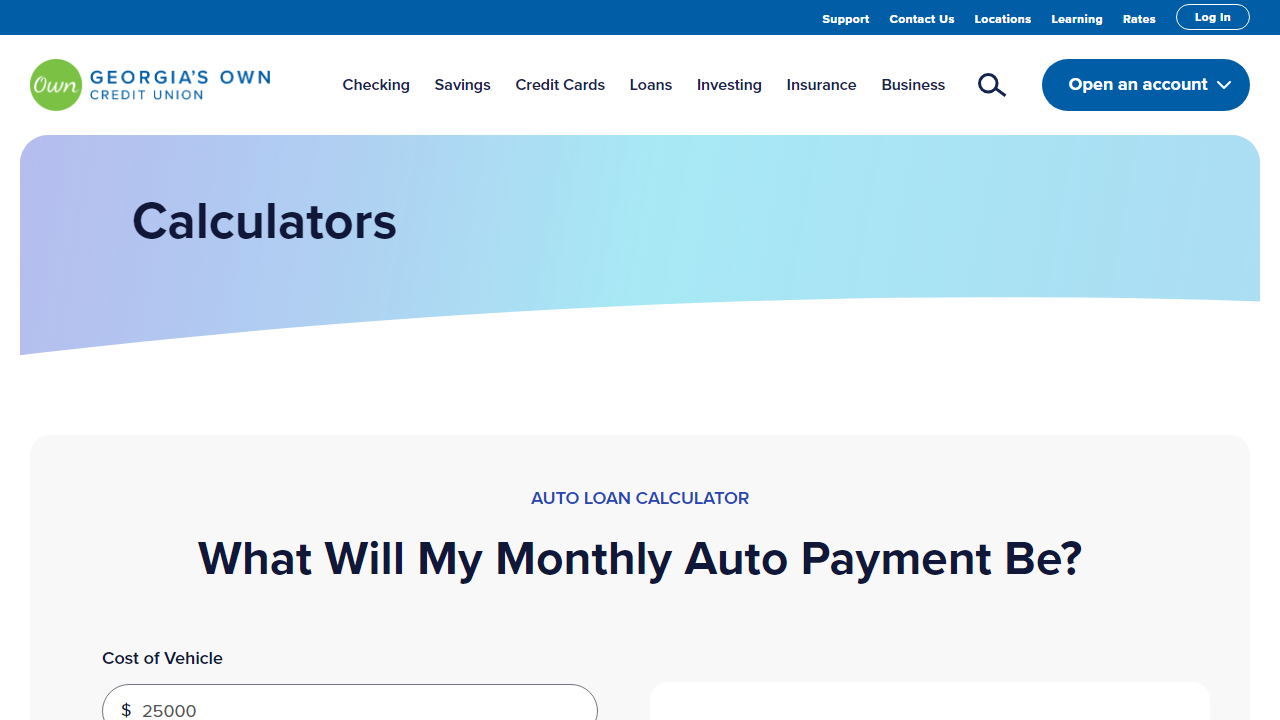 Support Contact Us Locations Learning Rates Log In
Own GEORGIA'S OWN
CREDIT UNION
Checking Savings Credit Cards Loans Investing Insurance Business Open an account
Calculators
AUTO LOAN CALCULATOR
What Will My Monthly Auto Payment Be?
Cost of Vehicle
$ 25000